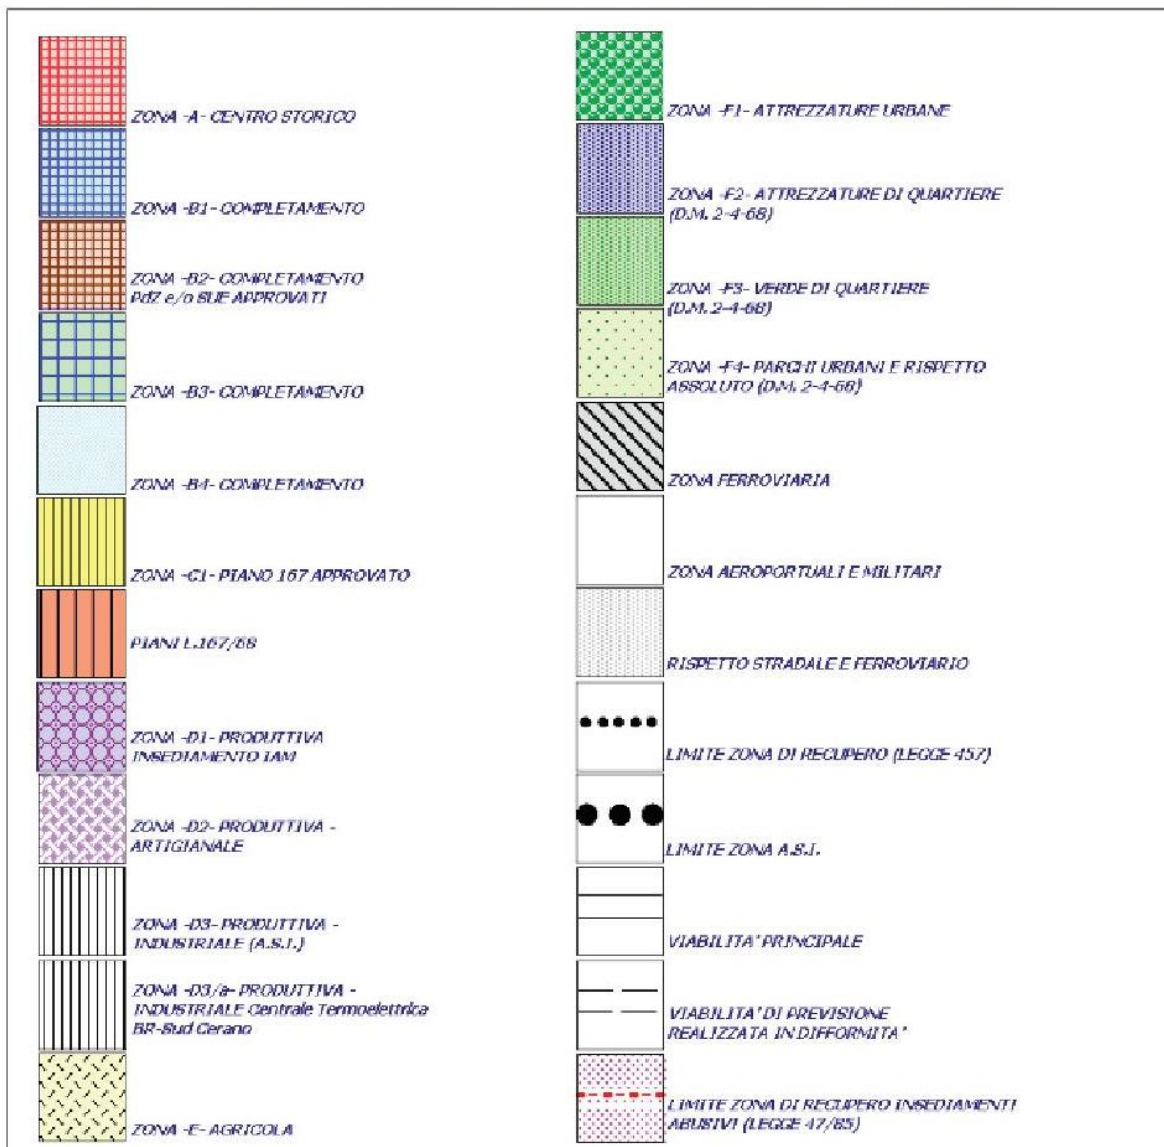 ZONA -A- CENTRO STORICO
ZONA -B1- COMPLETAMENTO
ZONA -B2- COMPLETAMENTO
PdZ e/o SUE APPROVATI
ZONA -B3- COMPLETAMENTO
ZONA -B4- COMPLETAMENTO
ZONA -C1- PIANO 167 APPROVATO
PIANI L.167/68
ZONA -D1- PRODUTTIVA
INSEDIAMENTO IAM
ZONA -D2- PRODUTTIVA -
ARTIGIANALE
ZONA -D3- PRODUTTIVA -
INDUSTRIALE (A.S.I.)
ZONA -D3/a- PRODUTTIVA -
INDUSTRIALE Centrale Termoelettrica
BR-Sud Cerano
ZONA -E- AGRICOLA
ZONA -F1- ATTREZZATURE URBANE
ZONA -F2- ATTREZZATURE DI QUARTIERE
(D.M. 2-4-68)
ZONA -F3- VERDE DI QUARTIERE
(D.M. 2-4-68)
ZONA -F4- PARCHI URBANI E RISPETTO
ASSOLUTO (D.M. 2-4-68)
ZONA FERROVIARIA
ZONA AEROPORTUALI E MILITARI
RISPETTO STRADALE E FERROVIARIO
LIMITE ZONA DI RECUPERO (LEGGE 457)
LIMITE ZONA A.S.I.
VIABILITA' PRINCIPALE
VIABILITA' DI PREVISIONE
REALIZZATA IN DIFFORMITA'
LIMITE ZONA DI RECUPERO INSEDIAMENTI
ABUSIVI (LEGGE 47/85)